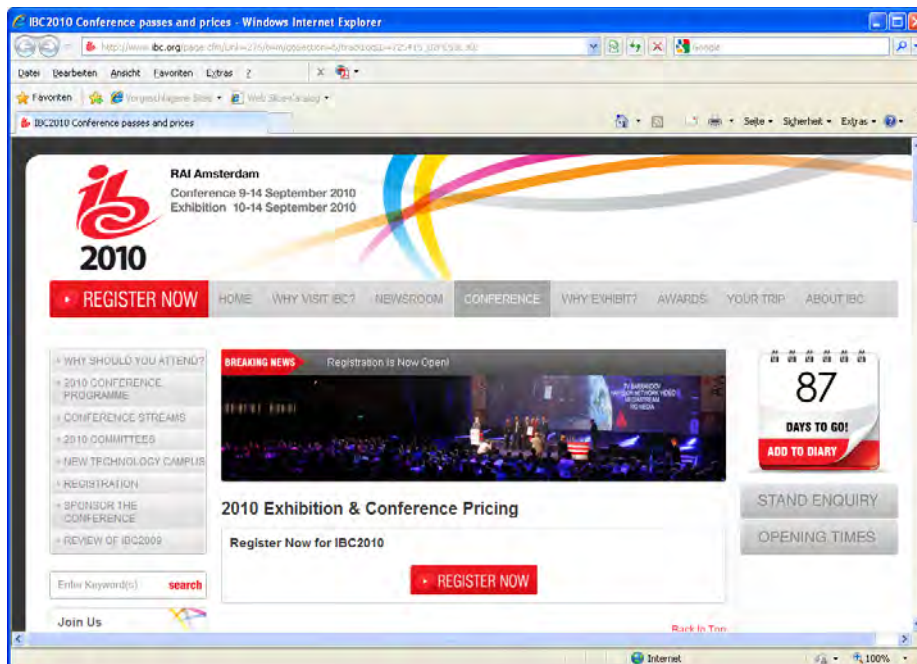 IBC2010 Conference passes and prices - Windows Internet Explorer
Google
Datei Bearbeiten Ansicht Favoriten Extras ?
Favoriten Vorgeschlagene Sites Web Slice-Katalog
IBC2010 Conference passes and prices
Seite Sicherheit Extras
RAI Amsterdam
Conference 9-14 September 2010
Exhibition 10-14 September 2010
ibc
2010
REGISTER NOW HOME WHY VISIT IBC? NEWSROOM CONFERENCE WHY EXHIBIT? AWARDS YOUR TRIP ABOUT IBC
WHY SHOULD YOU ATTEND?
2010 CONFERENCE
PROGRAMME
CONFERENCE STREAMS
2010 COMMITTEES
NEW TECHNOLOGY CAMPUS
REGISTRATION
SPONSOR THE
CONFERENCE
REVIEW OF IBC2009
Enter Keyword(s) search
Join Us
BREAKING NEWS Registration Is Now Open!
2010 Exhibition & Conference Pricing
Register Now for IBC2010
REGISTER NOW
Back to Top
87
DAYS TO GO!
ADD TO DIARY
STAND ENQUIRY
OPENING TIMES
Internet 100%